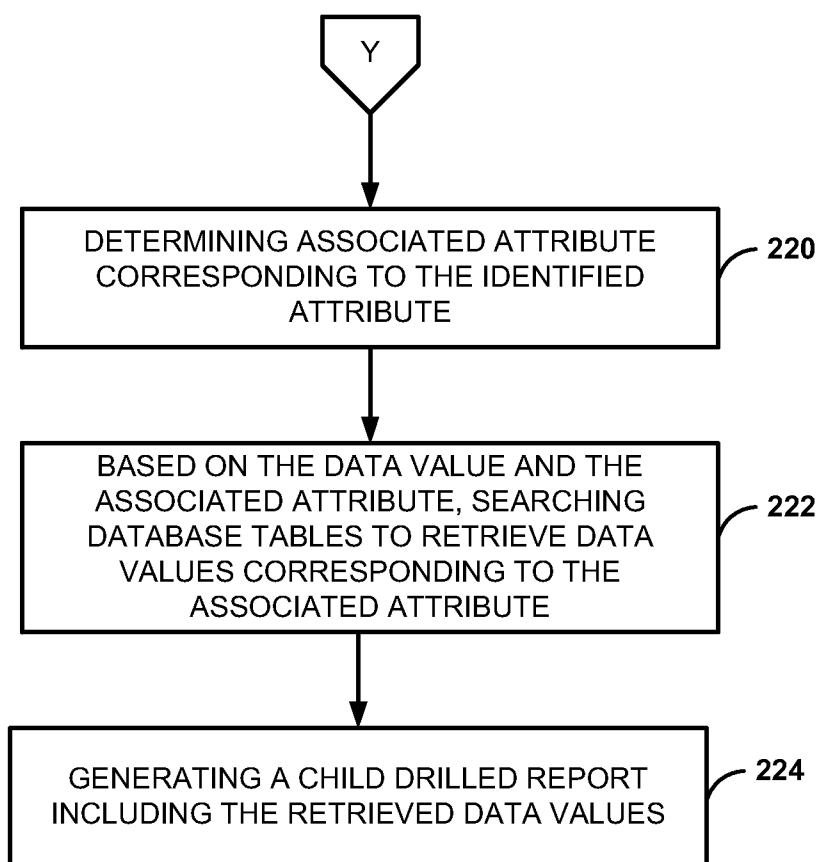 Y
DETERMINING ASSOCIATED ATTRIBUTE
CORRESPONDING TO THE IDENTIFIED
ATTRIBUTE
220
BASED ON THE DATA VALUE AND THE
ASSOCIATED ATTRIBUTE, SEARCHING
DATABASE TABLES TO RETRIEVE DATA
VALUES CORRESPONDING TO THE
ASSOCIATED ATTRIBUTE
222
GENERATING A CHILD DRILLED REPORT
INCLUDING THE RETRIEVED DATA VALUES
224